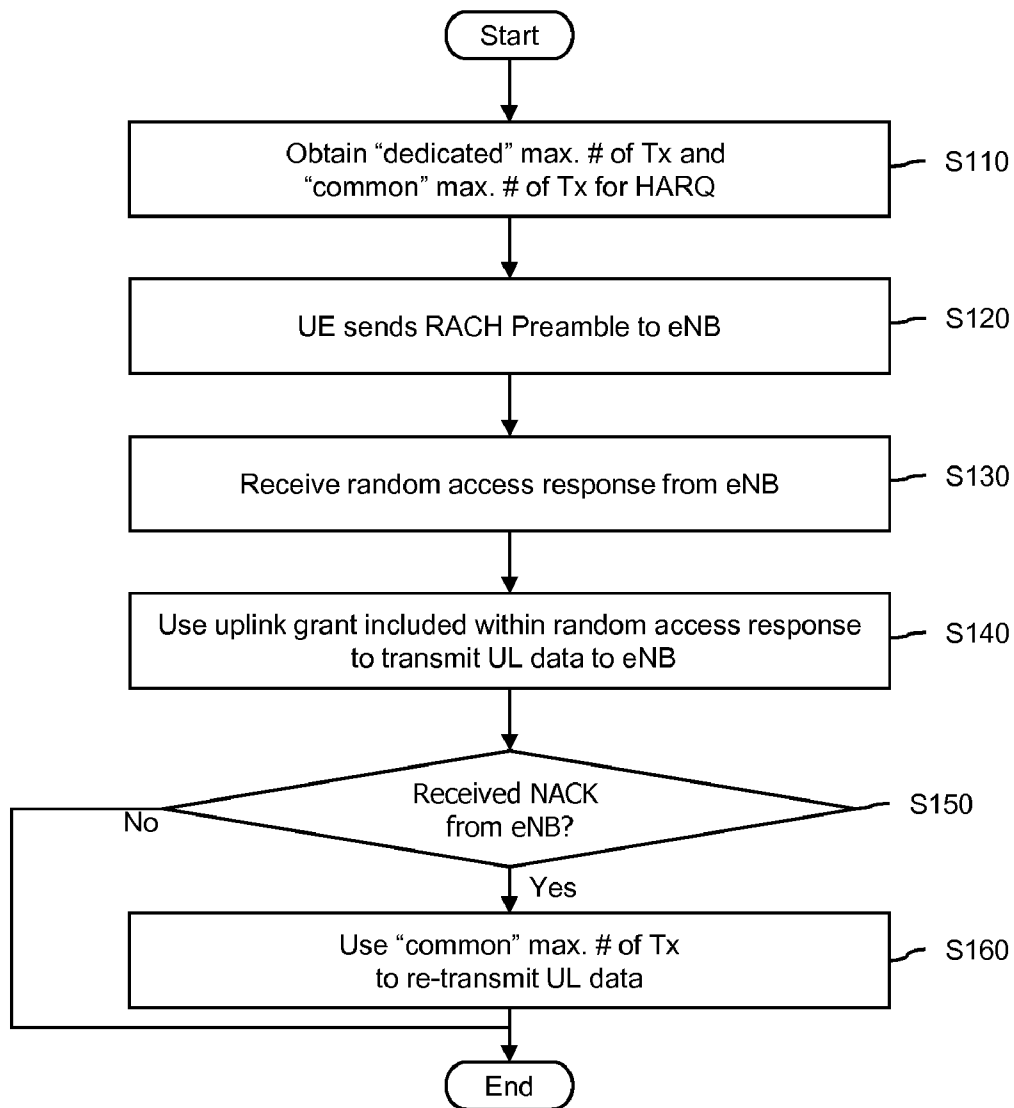 Start
Obtain “dedicated” max. # of Tx and
“common” max. # of Tx for HARQ
S110
UE sends RACH Preamble to eNB
S120
Receive random access response from eNB
S130
Use uplink grant included within random access response
to transmit UL data to eNB
S140
Received NACK
from eNB?
S150
No
Yes
Use “common” max. # of Tx
to re-transmit UL data
S160
End